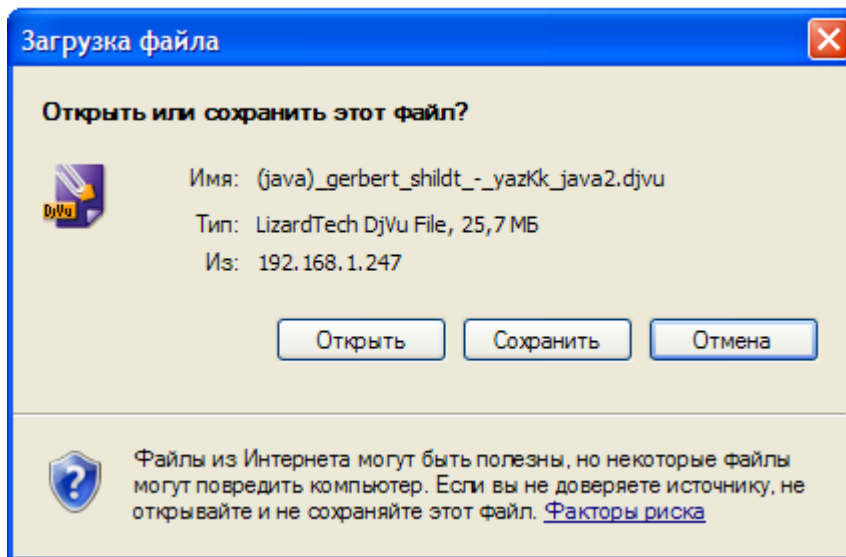 Загрузка файла
Открыть или сохранить этот файл?
Имя: (java)_gerbert_shildt_-_yazKk_java2.djvu
DjVu
Тип: LizardTech DjVu File, 25,7 МБ
Из: 192.168.1.247
Открыть Сохранить Отмена
Файлы из Интернета могут быть полезны, но некоторые файлы
могут повредить компьютер. Если вы не доверяете источнику, не
открывайте и не сохраняйте этот файл. Факторы риска